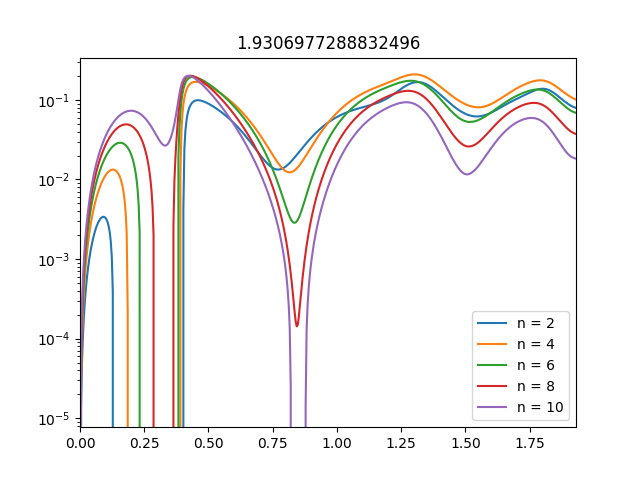 1.9306977288832496
10⁻¹
10⁻²
10⁻³
10⁻⁴
10⁻⁵
0.00 0.25 0.50 0.75 1.00 1.25 1.50 1.75
n = 2
n = 4
n = 6
n = 8
n = 10